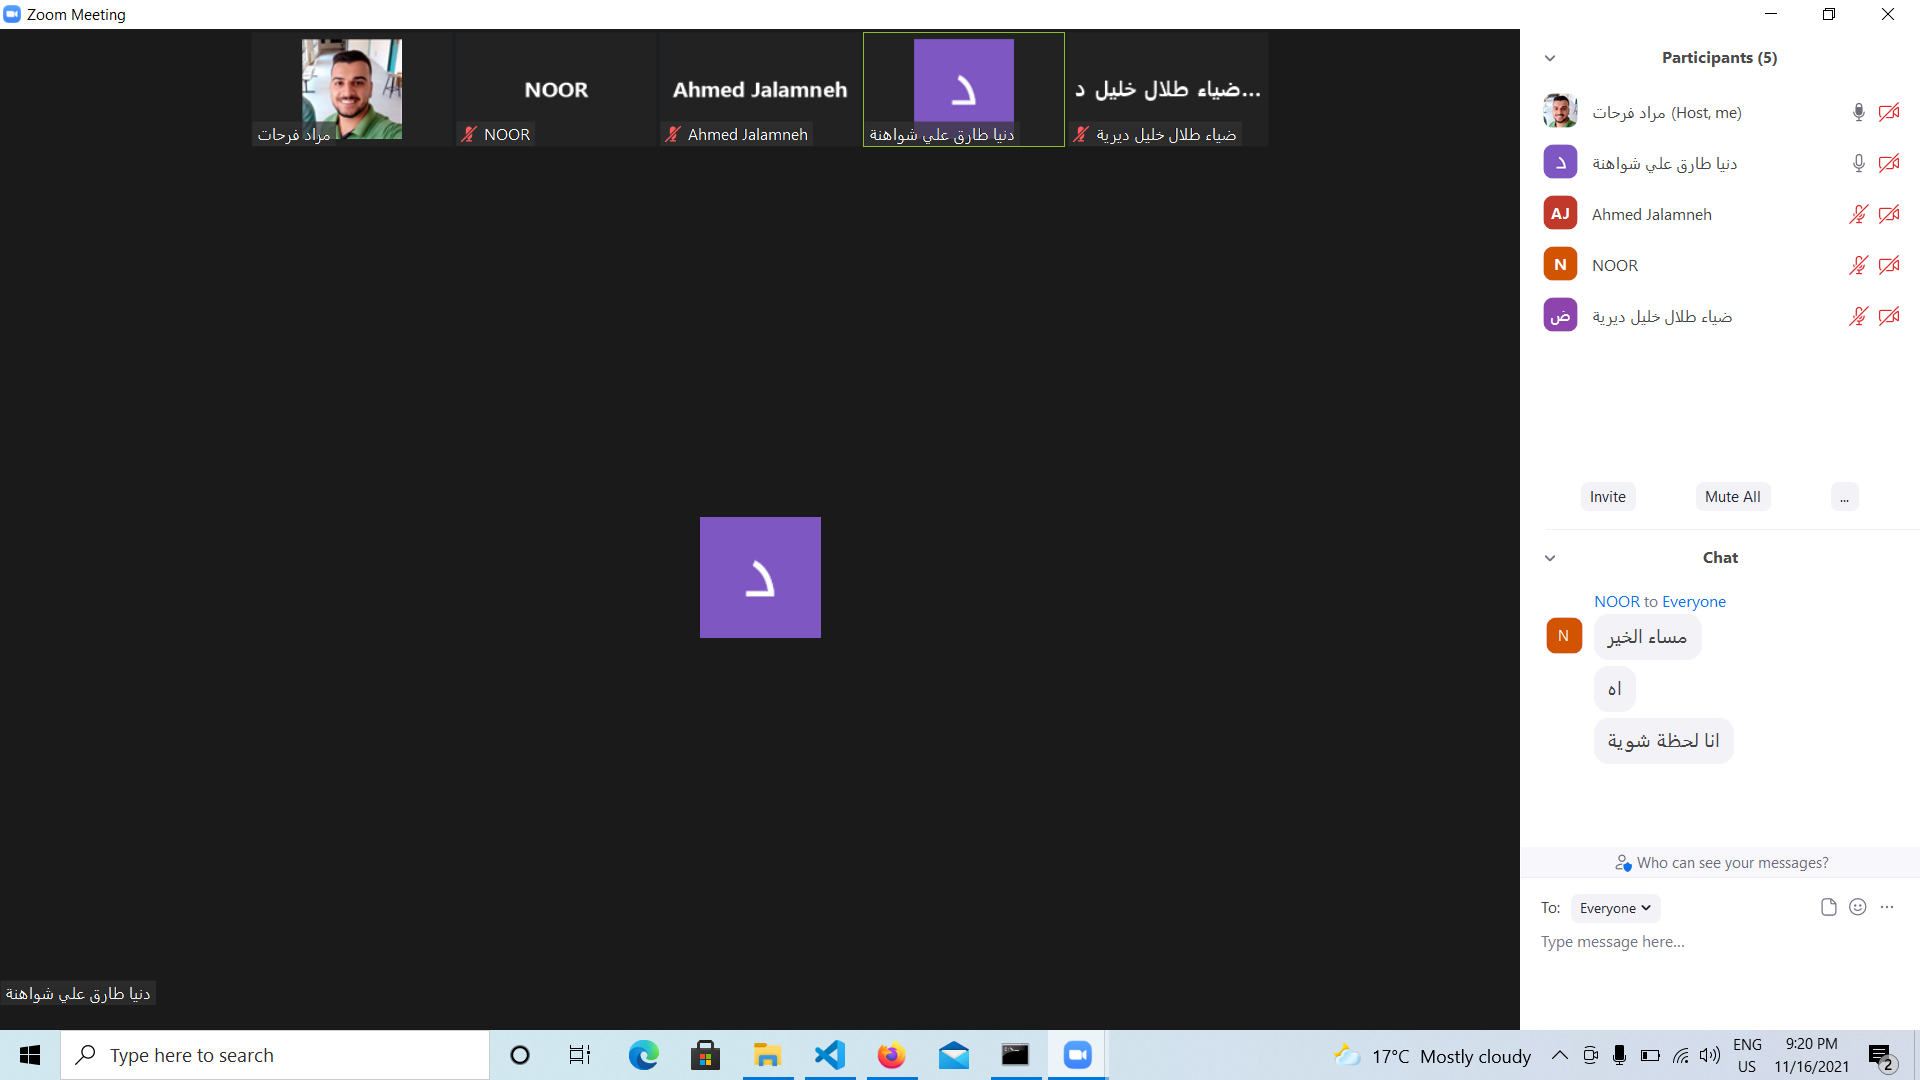 Zoom Meeting
مراد فرحات
NOOR
NOOR
Ahmed Jalamneh
Ahmed Jalamneh
د
دنيا طارق علي شواهنة
ضياء طلال خليل د...
ضياء طلال خليل ديرية
د
دنيا طارق علي شواهنة
Participants (5)
مراد فرحات (Host, me)
د
دنيا طارق علي شواهنة
AJ
Ahmed Jalamneh
N
NOOR
ض
ضياء طلال خليل ديرية
Invite
Mute All
...
Chat
NOOR to Everyone
N
مساء الخير
اه
انا لحظة شوية
Who can see your messages?
To: Everyone
Type message here...
Type here to search
17°C Mostly cloudy
ENG
US
9:20 PM
11/16/2021
2